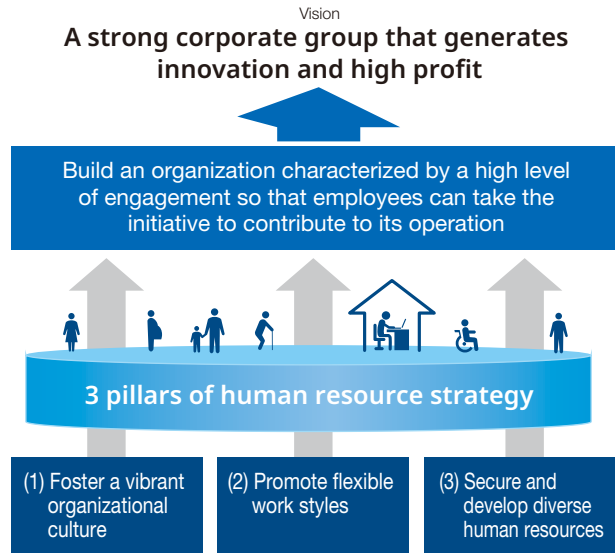 Vision
A strong corporate group that generates
innovation and high profit
Build an organization characterized by a high level
of engagement so that employees can take the
initiative to contribute to its operation
3 pillars of human resource strategy
(1) Foster a vibrant
organizational
culture
(2) Promote flexible
work styles
(3) Secure and
develop diverse
human resources